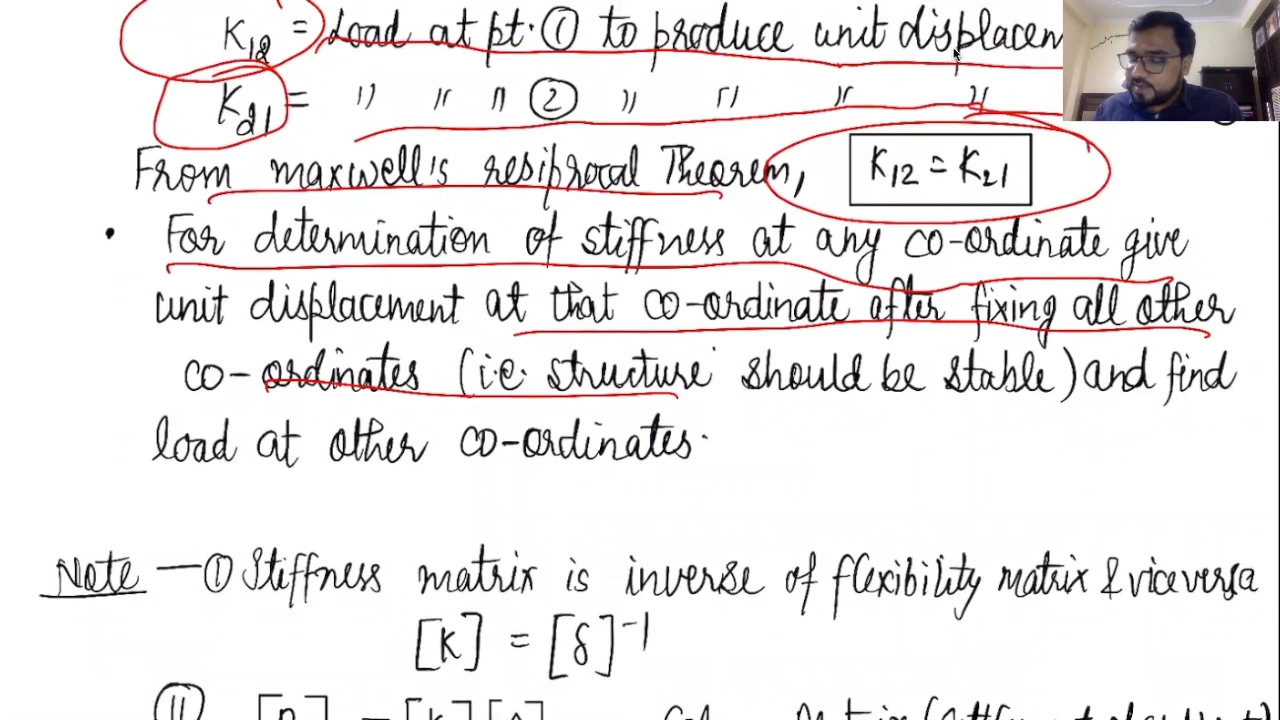 K12 = Load at pt. ① to produce unit displacem
K21 = " " " ② " " " "
From maxwell's resiprocal Theorem, K12 = K21
• For determination of stiffness at any co-ordinate give
unit displacement at that co-ordinate after fixing all other
co-ordinates (i.e. structure should be stable) and find
load at other co-ordinates.
Note — ① Stiffness matrix is inverse of flexibility matrix & viceversa
[K] = [δ]⁻¹